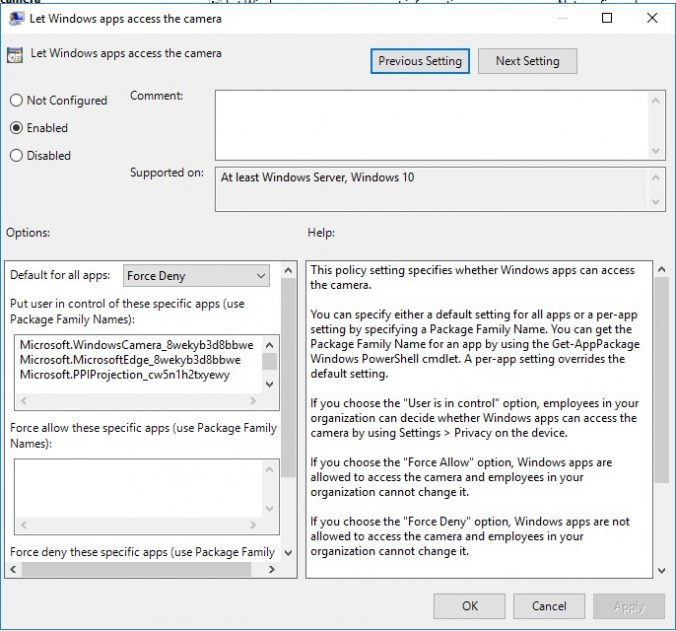 Let Windows apps access the camera
Let Windows apps access the camera
Previous Setting
Next Setting
Not Configured
Enabled
Disabled
Comment:
Supported on:
At least Windows Server, Windows 10
Options:
Help:
Default for all apps:
Force Deny
Put user in control of these specific apps (use
Package Family Names):
Microsoft.WindowsCamera_8wekyb3d8bbwe
Microsoft.MicrosoftEdge_8wekyb3d8bbwe
Microsoft.PPIProjection_cw5n1h2txyewy
Force allow these specific apps (use Package Family
Names):
Force deny these specific apps (use Package Family
This policy setting specifies whether Windows apps can access
the camera.
You can specify either a default setting for all apps or a per-app
setting by specifying a Package Family Name. You can get the
Package Family Name for an app by using the Get-AppPackage
Windows PowerShell cmdlet. A per-app setting overrides the
default setting.
If you choose the "User is in control" option, employees in your
organization can decide whether Windows apps can access the
camera by using Settings > Privacy on the device.
If you choose the "Force Allow" option, Windows apps are
allowed to access the camera and employees in your
organization cannot change it.
If you choose the "Force Deny" option, Windows apps are not
allowed to access the camera and employees in your
organization cannot change it.
OK
Cancel
Apply